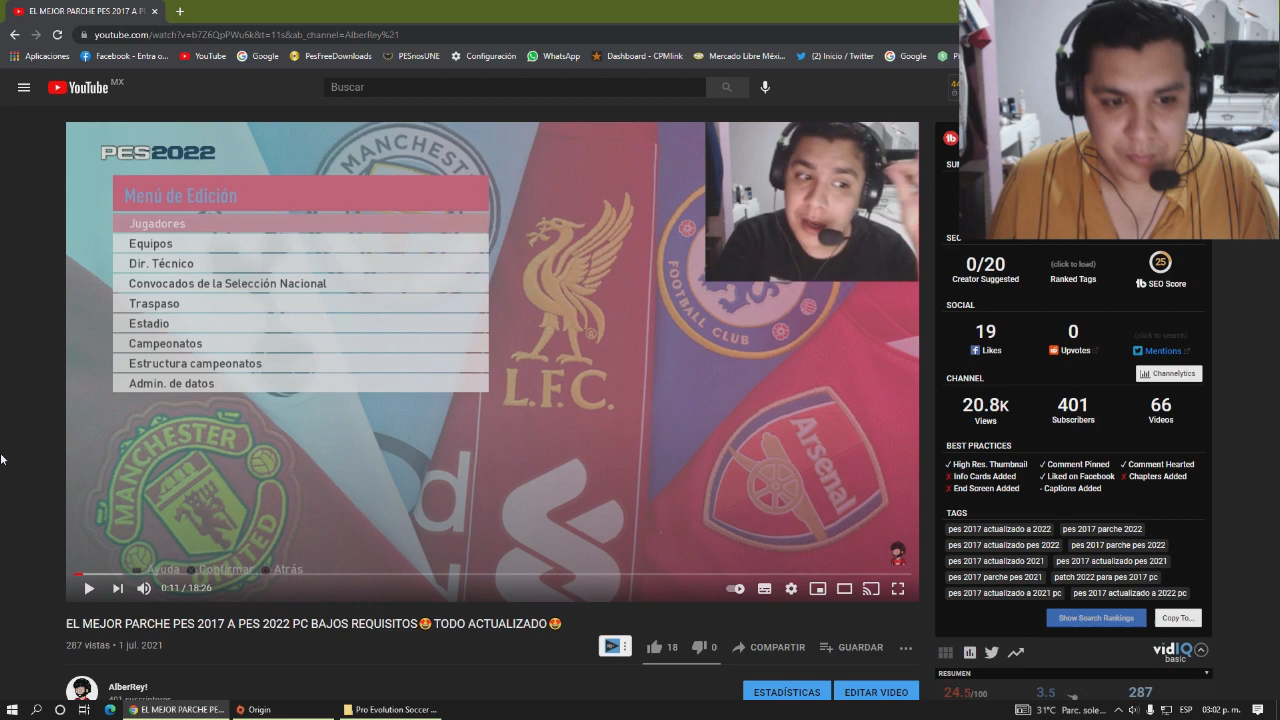 EL MEJOR PARCHE PES 2017 A P
youtube.com/watch?v=b7Z6QpPWu6k&t=11s&ab_channel=AlberRey%21
Aplicaciones
Facebook - Entra o...
YouTube
Google
PesFreeDownloads
PESnosUNE
Configuración
WhatsApp
Dashboard - CPMlink
Mercado Libre Méxi...
(2) Inicio / Twitter
Google
YouTube MX
Buscar
PES2022
MANCHESTER
Menú de Edición
Jugadores
Equipos
Dir. Técnico
Convocados de la Selección Nacional
Traspaso
Estadio
Campeonatos
Estructura campeonatos
Admin. de datos
FOOTBALL CLUB
L.F.C.
MANCHESTER
Arsenal
Ayuda Confirmar Atrás
0:11 / 18:26
EL MEJOR PARCHE PES 2017 A PES 2022 PC BAJOS REQUISITOS🤩 TODO ACTUALIZADO🤩
287 vistas • 1 jul. 2021
18
0
COMPARTIR
GUARDAR
AlberRey!
401 suscriptores
ESTADÍSTICAS
EDITAR VIDEO
tb
0/20
Creator Suggested
(click to load)
Ranked Tags
25
tb SEO Score
SOCIAL
19
Likes
0
Upvotes
(click to search)
Mentions
Channelytics
CHANNEL
20.8K
Views
401
Subscribers
66
Videos
BEST PRACTICES
✓ High Res. Thumbnail ✓ Comment Pinned ✓ Comment Hearted
✗ Info Cards Added ✓ Liked on Facebook ✗ Chapters Added
✗ End Screen Added - Captions Added
TAGS
pes 2017 actualizado a 2022
pes 2017 parche 2022
pes 2017 actualizado pes 2022
pes 2017 parche pes 2022
pes 2017 actualizado 2021
pes 2017 actualizado pes 2021
pes 2017 parche pes 2021
patch 2022 para pes 2017 pc
pes 2017 actualizado a 2021 pc
pes 2017 actualizado a 2022 pc
Show Search Rankings
Copy To...
vidIQ
basic
RESUMEN
24.5/100
3.5
287
EL MEJOR PARCHE PE...
Origin
Pro Evolution Soccer ...
31°C Parc. sole...
ESP
03:02 p. m.